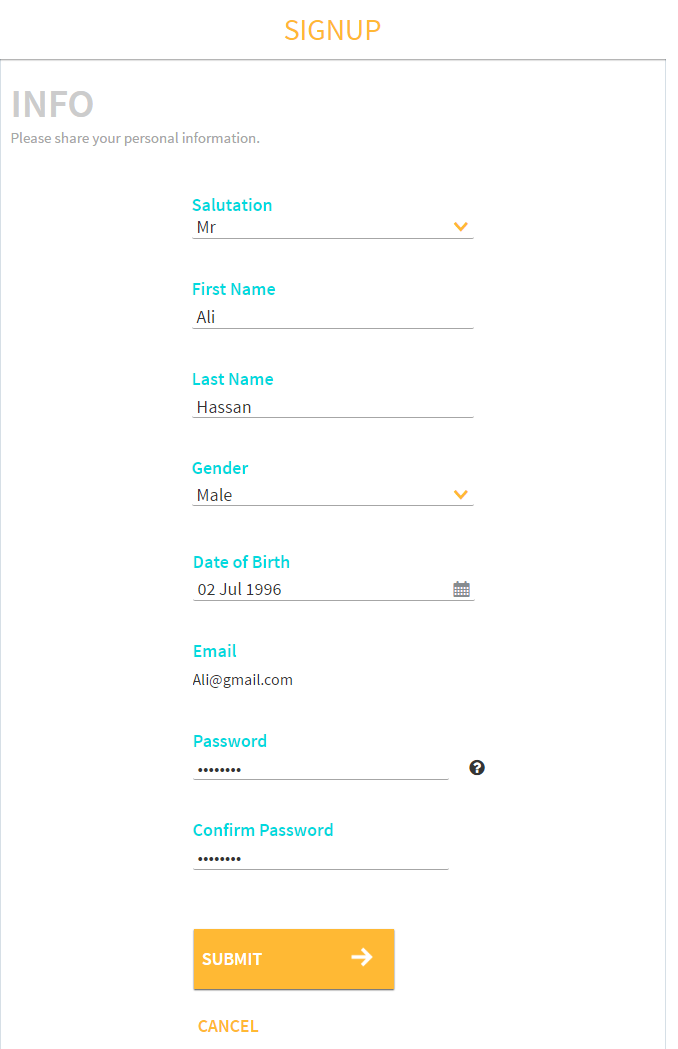 SIGNUP
INFO
Please share your personal information.
Salutation
Mr
First Name
Ali
Last Name
Hassan
Gender
Male
Date of Birth
02 Jul 1996
Email
Ali@gmail.com
Password
••••••••
?
Confirm Password
••••••••
SUBMIT
CANCEL